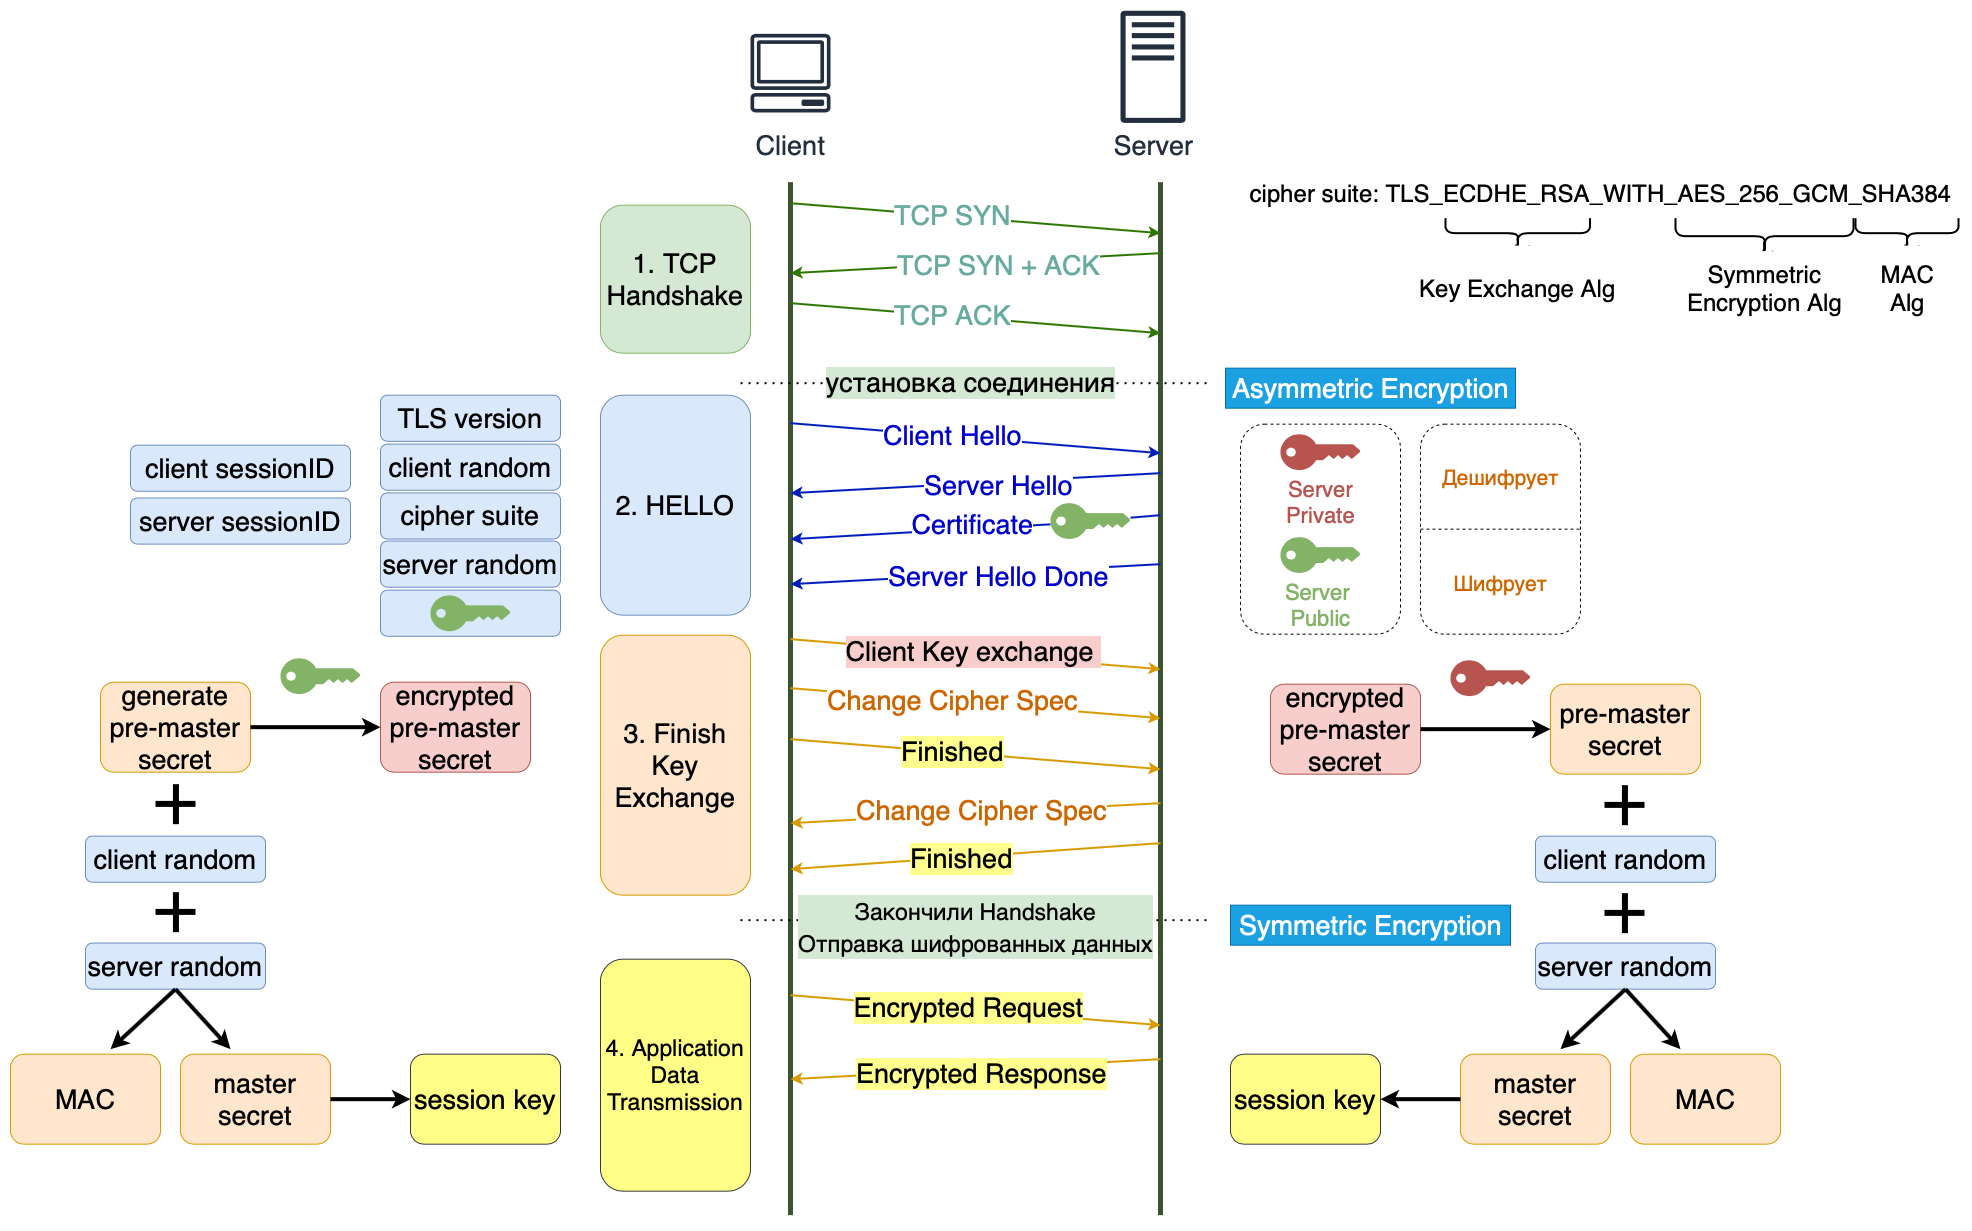 Client
Server
cipher suite: TLS_ECDHE_RSA_WITH_AES_256_GCM_SHA384
Key Exchange Alg
Symmetric
Encryption Alg
MAC
Alg
1. TCP
Handshake
TCP SYN
TCP SYN + ACK
TCP ACK
установка соединения
Asymmetric Encryption
client sessionID
server sessionID
TLS version
client random
cipher suite
server random
2. HELLO
Client Hello
Server Hello
Certificate
Server Hello Done
Server
Private
Server
Public
Дешифрует
Шифрует
generate
pre-master
secret
encrypted
pre-master
secret
3. Finish
Key
Exchange
Client Key exchange
Change Cipher Spec
Finished
Change Cipher Spec
Finished
encrypted
pre-master
secret
pre-master
secret
client random
server random
client random
server random
Закончили Handshake
Отправка шифрованных данных
Symmetric Encryption
MAC
master
secret
session key
4. Application
Data
Transmission
Encrypted Request
Encrypted Response
session key
master
secret
MAC